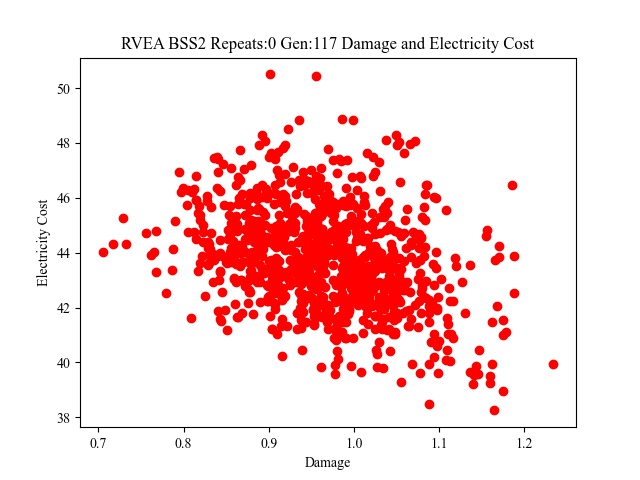 RVEA BSS2 Repeats:0 Gen:117 Damage and Electricity Cost
50
48
46
44
42
40
38
Electricity Cost
0.7 0.8 0.9 1.0 1.1 1.2
Damage